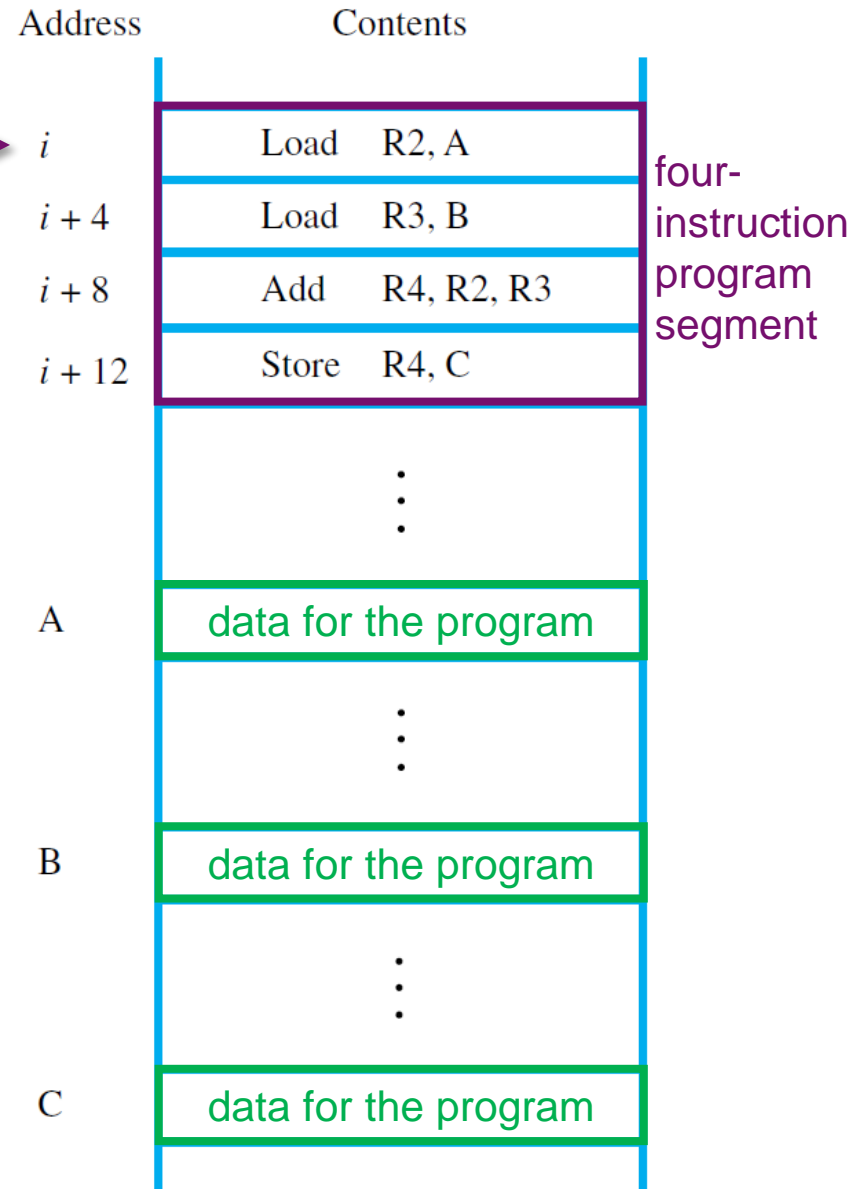 Address Contents
i Load R2, A
i + 4 Load R3, B
i + 8 Add R4, R2, R3
i + 12 Store R4, C
four-
instruction
program
segment
A data for the program
B data for the program
C data for the program